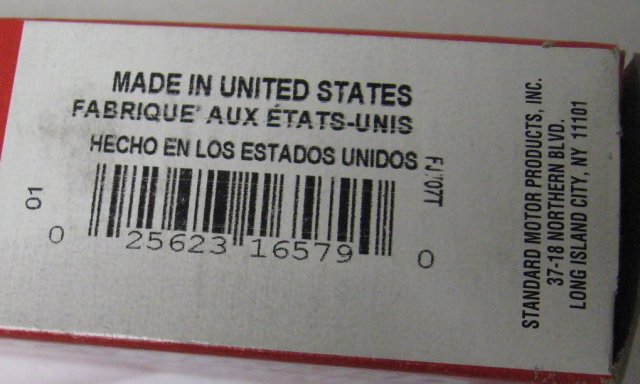 MADE IN UNITED STATES
FABRIQUE' AUX ÉTATS-UNIS
HECHO EN LOS ESTADOS UNIDOS
01
0 25623 16579 0
STANDARD MOTOR PRODUCTS, INC.
37-18 NORTHERN BLVD.
LONG ISLAND CITY, NY 11101